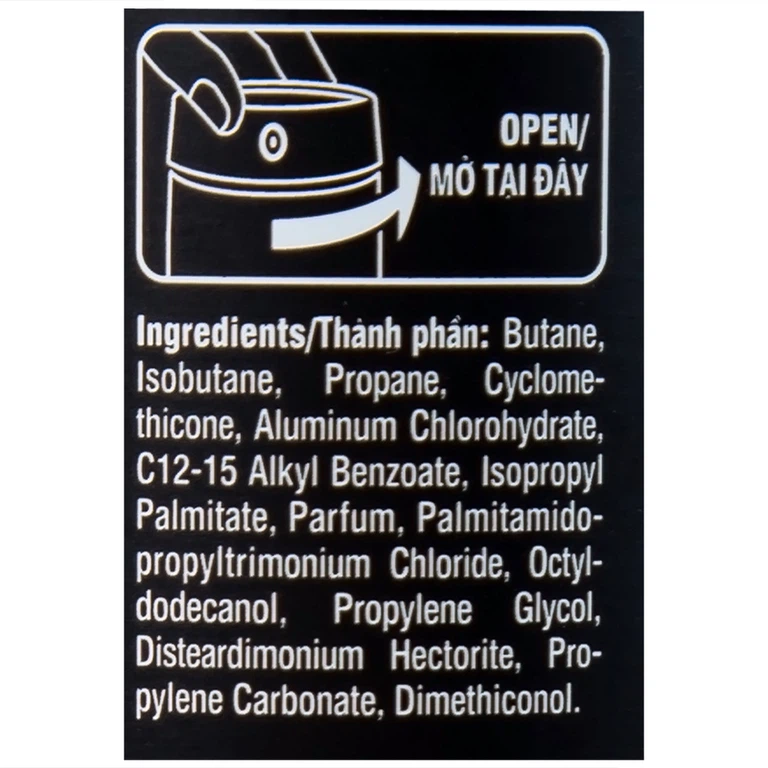 OPEN/
MỞ TẠI ĐÂY
Ingredients/Thành phần: Butane,
Isobutane, Propane, Cyclome-
thicone, Aluminum Chlorohydrate,
C12-15 Alkyl Benzoate, Isopropyl
Palmitate, Parfum, Palmitamido-
propyltrimonium Chloride, Octyl-
dodecanol, Propylene Glycol,
Disteardimonium Hectorite, Pro-
pylene Carbonate, Dimethiconol.